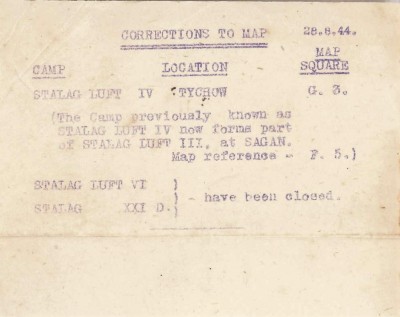 CORRECTIONS TO MAP 28.8.44.
CAMP LOCATION MAP SQUARE
STALAG LUFT IV TYCHOW G. 3.
(The Camp previously known as
STALAG LUFT IV now forms part
of STALAG LUFT III, at SAGAN.
Map reference - F. 5.)
STALAG LUFT VI )
) - have been closed.
STALAG XXI D.)